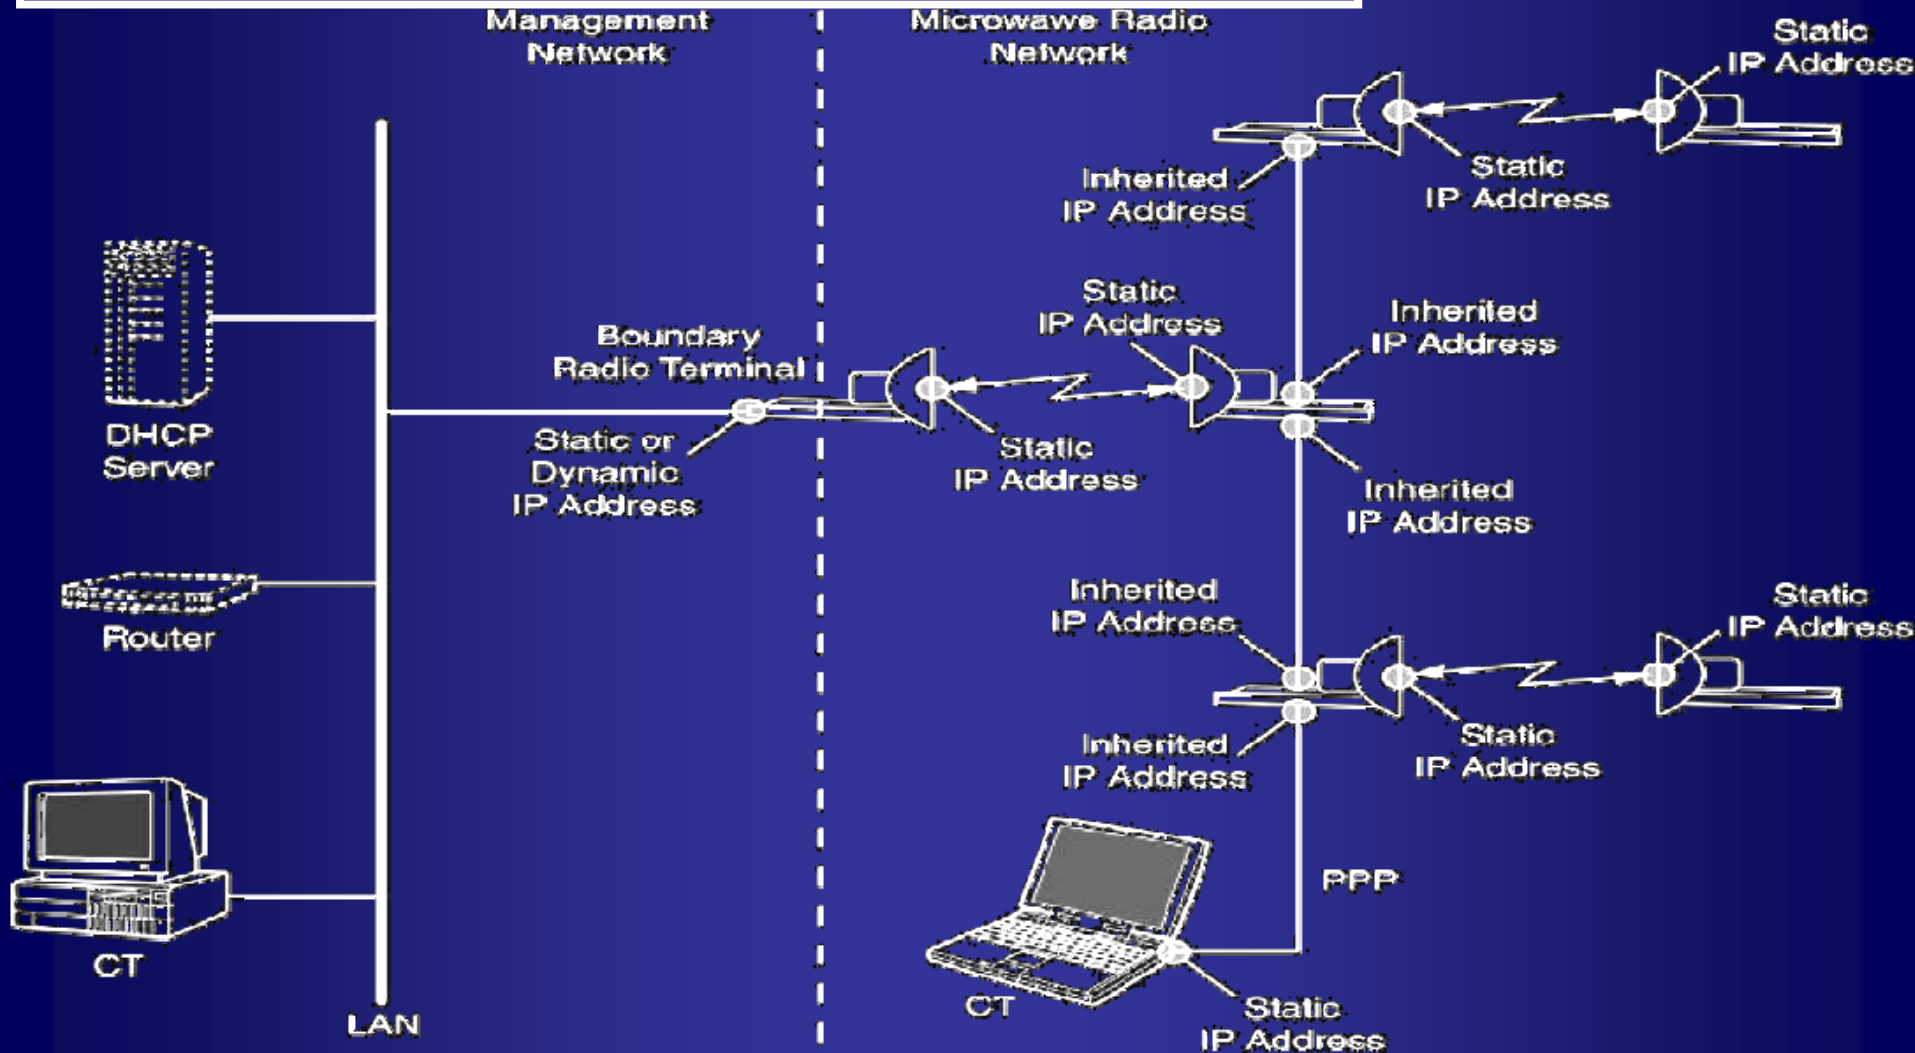 Management
Network
Microwawe Radio
Network
Static
IP Address
Static
IP Address
Inherited
IP Address
Static
IP Address
Inherited
IP Address
Boundary
Radio Terminal
Static or
Dynamic
IP Address
Static
IP Address
Inherited
IP Address
DHCP
Server
Router
Inherited
IP Address
Static
IP Address
Static
IP Address
Inherited
IP Address
PPP
CT
CT
Static
IP Address
LAN